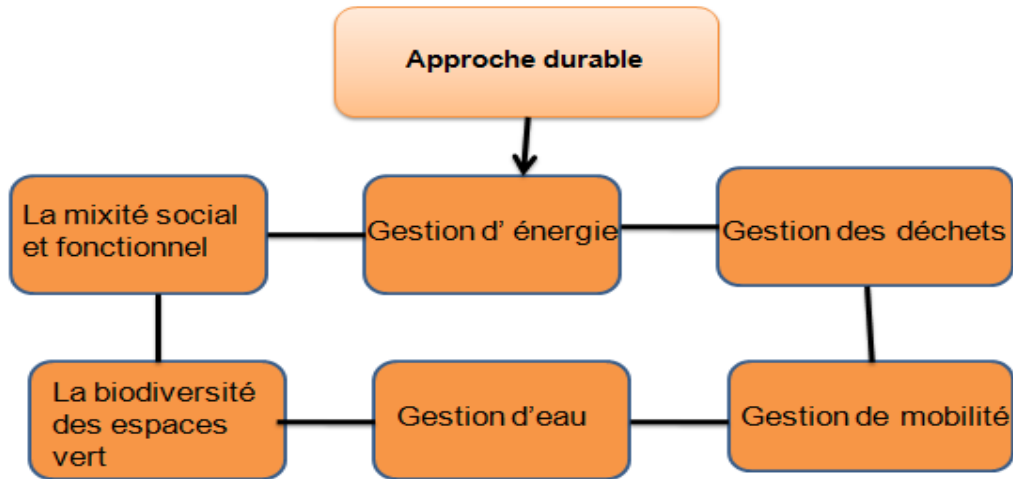 Approche durable
La mixité social
et fonctionnel
Gestion d’ énergie
Gestion des déchets
La biodiversité
des espaces
vert
Gestion d’eau
Gestion de mobilité